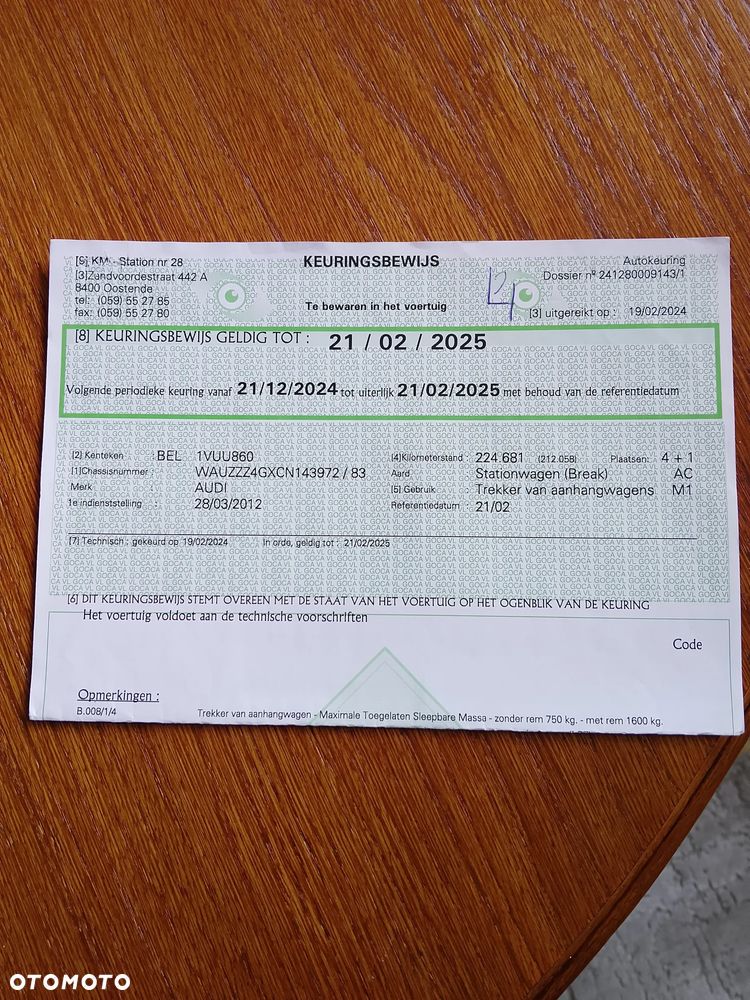 KEURINGSBEWIJS
[9] KM - Station nr 28
[3]Zandvoordestraat 442 A
8400 Oostende
tel: (059) 55 27 85
fax: (059) 55 27 80
Te bewaren in het voertuig
4
Autokeuring
Dossier nº 241280009143/1
[3] uitgereikt op : 19/02/2024
[8] KEURINGSBEWIJS GELDIG TOT : 21 / 02 / 2025
Volgende periodieke keuring vanaf 21/12/2024 tot uiterlijk 21/02/2025 met behoud van de referentiedatum
[2] Kenteken : BEL 1VUU860
[1]Chassisnummer : WAUZZZ4GXCN143972 / 83
Merk AUDI
1e indienststelling : 28/03/2012
[4]Kilometerstand : 224.681 (212.058) Plaatsen: 4 + 1
Aard Stationwagen (Break) AC
[5] Gebruik Trekker van aanhangwagens M1
Referentiedatum : 21/02
[7] Technisch : gekeurd op 19/02/2024 In orde, geldig tot : 21/02/2025
[6] DIT KEURINGSBEWIJS STEMT OVEREEN MET DE STAAT VAN HET VOERTUIG OP HET OGENBLIK VAN DE KEURING
Het voertuig voldoet aan de technische voorschriften
Code
Opmerkingen :
B.008/1/4 Trekker van aanhangwagen - Maximale Toegelaten Sleepbare Massa - zonder rem 750 kg. - met rem 1600 kg.
OTOMOTO